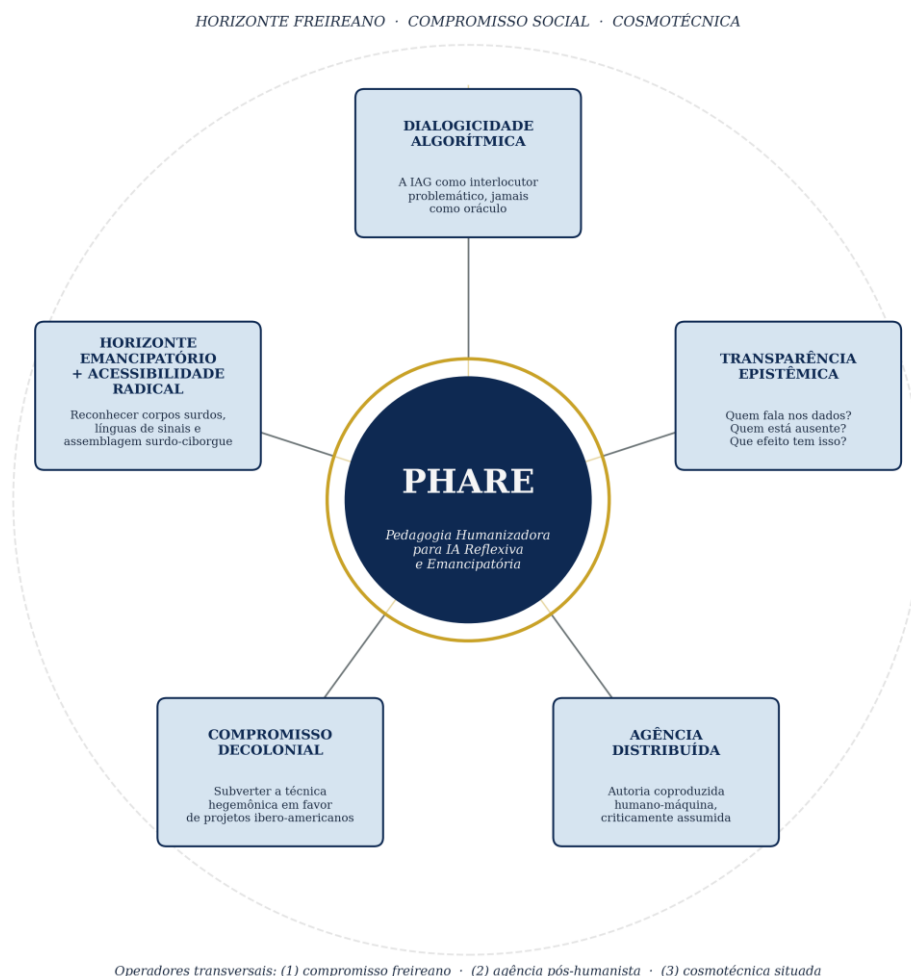 HORIZONTE FREIREANO · COMPROMISSO SOCIAL · COSMOTÉCNICA
DIALOGICIDADE
ALGORÍTMICA
A IAG como interlocutor
problemático, jamais
como oráculo
HORIZONTE
EMANCIPATÓRIO
+ ACESSIBILIDADE
RADICAL
Reconhecer corpos surdos,
línguas de sinais e
assemblagem surdo-ciborgue
TRANSPARÊNCIA
EPISTÊMICA
Quem fala nos dados?
Quem está ausente?
Que efeito tem isso?
PHARE
Pedagogia Humanizadora
para IA Reflexiva
e Emancipatória
COMPROMISSO
DECOLONIAL
Subverter a técnica
hegemônica em favor
de projetos ibero-americanos
AGÊNCIA
DISTRIBUÍDA
Autoria coproduzida
humano-máquina,
criticamente assumida
Operadores transversais: (1) compromisso freireano · (2) agência pós-humanista · (3) cosmotécnica situada